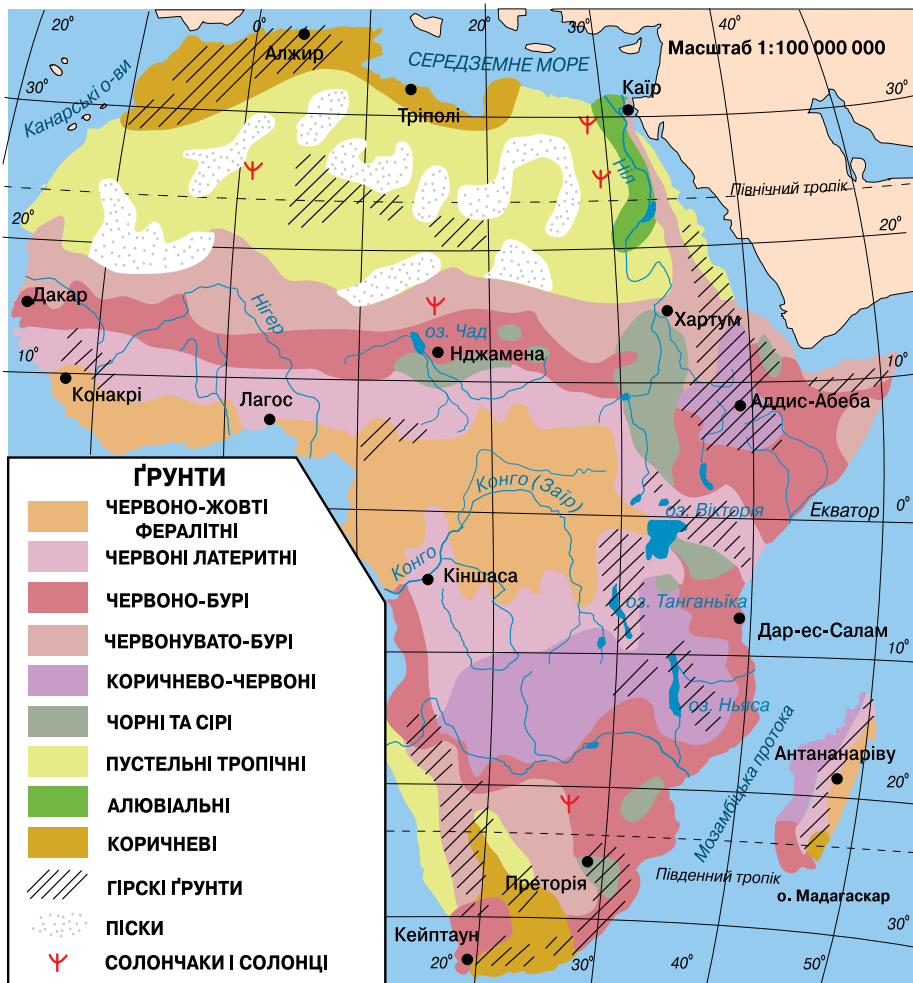 20°
0°
20°
30°
40°
Масштаб 1:100 000 000
Алжир
СЕРЕДЗЕМНЕ МОРЕ
Каїр
Канарські о-ви
30°
Тріполі
30°
Ніл
Північний тропік
20°
20°
Дакар
Нігер
оз. Чад
Хартум
Нджамена
10°
10°
Конакрі
Лагос
Аддис-Абеба
ҐРУНТИ
ЧЕРВОНО-ЖОВТІ
ФЕРАЛІТНІ
ЧЕРВОНІ ЛАТЕРИТНІ
ЧЕРВОНО-БУРІ
ЧЕРВОНУВАТО-БУРІ
КОРИЧНЕВО-ЧЕРВОНІ
ЧОРНІ ТА СІРІ
ПУСТЕЛЬНІ ТРОПІЧНІ
АЛЮВІАЛЬНІ
КОРИЧНЕВІ
ГІРСКІ ҐРУНТИ
ПІСКИ
СОЛОНЧАКИ І СОЛОНЦІ
Конго (Заїр)
оз. Вікторія
Екватор
0°
Конго
Кіншаса
оз. Танганьїка
Дар-ес-Салам
10°
оз. Ньяса
Мозамбіцька протока
Антананаріву
20°
Преторія
Південний тропік
о. Мадагаскар
Кейптаун
30°
20°
30°
40°
50°